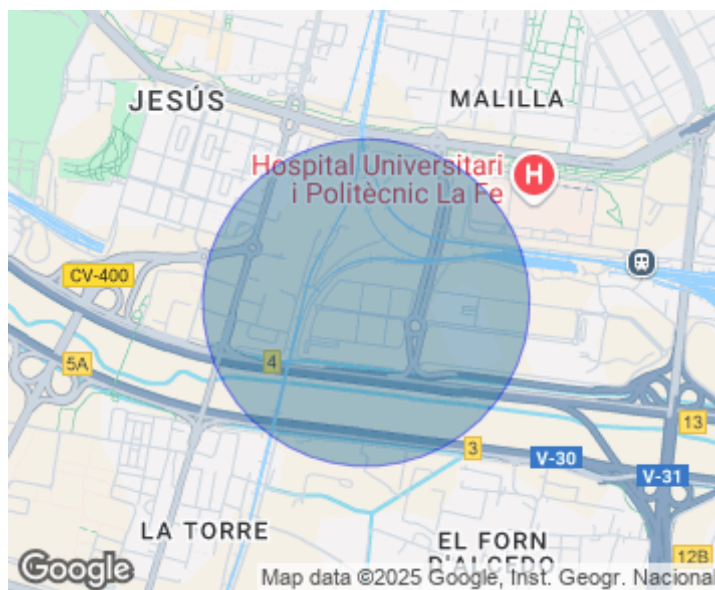 JESÚS
MALILLA
Hospital Universitari
i Politècnic La Fe
H
CV-400
5A
4
3
13
V-30
V-31
LA TORRE
EL FORN
D'ALCEDO
12B
Google
Map data ©2025 Google, Inst. Geogr. Nacional